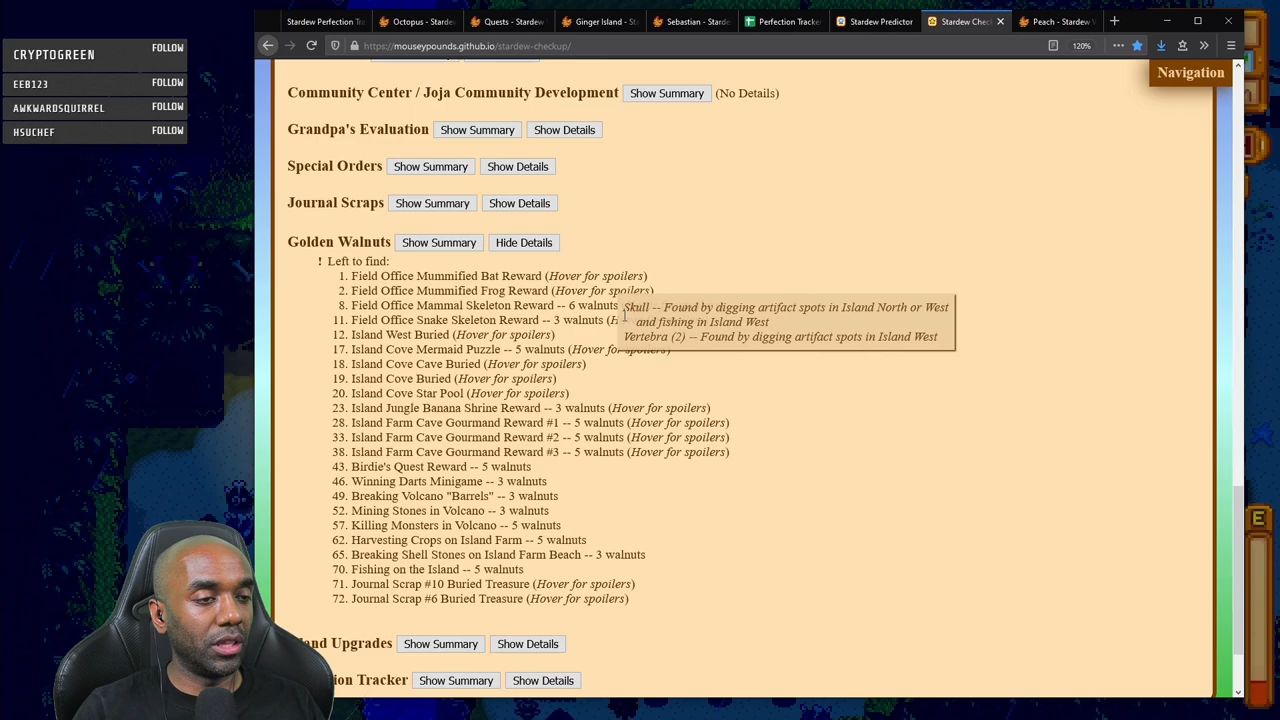 CRYPTOGREEN FOLLOW
EEB123 FOLLOW
AWKWARDSQUIRREL FOLLOW
HSUCHEF FOLLOW
Stardew Perfection Tra
Octopus - Stardew
Quests - Stardew
Ginger Island - Sta
Sebastian - Stardew
Perfection Tracker
Stardew Predictor
Stardew Check
Peach - Stardew V
https://mouseypounds.github.io/stardew-checkup/
120%
Navigation
Community Center / Joja Community Development Show Summary (No Details)
Grandpa's Evaluation Show Summary Show Details
Special Orders Show Summary Show Details
Journal Scraps Show Summary Show Details
Golden Walnuts Show Summary Hide Details
! Left to find:
1. Field Office Mummified Bat Reward (Hover for spoilers)
2. Field Office Mummified Frog Reward (Hover for spoilers)
8. Field Office Mammal Skeleton Reward -- 6 walnuts
11. Field Office Snake Skeleton Reward -- 3 walnuts (H
Skull -- Found by digging artifact spots in Island North or West
and fishing in Island West
Vertebra (2) -- Found by digging artifact spots in Island West
12. Island West Buried (Hover for spoilers)
17. Island Cove Mermaid Puzzle -- 5 walnuts (Hover for spoilers)
18. Island Cove Cave Buried (Hover for spoilers)
19. Island Cove Buried (Hover for spoilers)
20. Island Cove Star Pool (Hover for spoilers)
23. Island Jungle Banana Shrine Reward -- 3 walnuts (Hover for spoilers)
28. Island Farm Cave Gourmand Reward #1 -- 5 walnuts (Hover for spoilers)
33. Island Farm Cave Gourmand Reward #2 -- 5 walnuts (Hover for spoilers)
38. Island Farm Cave Gourmand Reward #3 -- 5 walnuts (Hover for spoilers)
43. Birdie's Quest Reward -- 5 walnuts
46. Winning Darts Minigame -- 3 walnuts
49. Breaking Volcano "Barrels" -- 3 walnuts
52. Mining Stones in Volcano -- 3 walnuts
57. Killing Monsters in Volcano -- 5 walnuts
62. Harvesting Crops on Island Farm -- 5 walnuts
65. Breaking Shell Stones on Island Farm Beach -- 3 walnuts
70. Fishing on the Island -- 5 walnuts
71. Journal Scrap #10 Buried Treasure (Hover for spoilers)
72. Journal Scrap #6 Buried Treasure (Hover for spoilers)
and Upgrades Show Summary Show Details
ion Tracker Show Summary Show Details
E